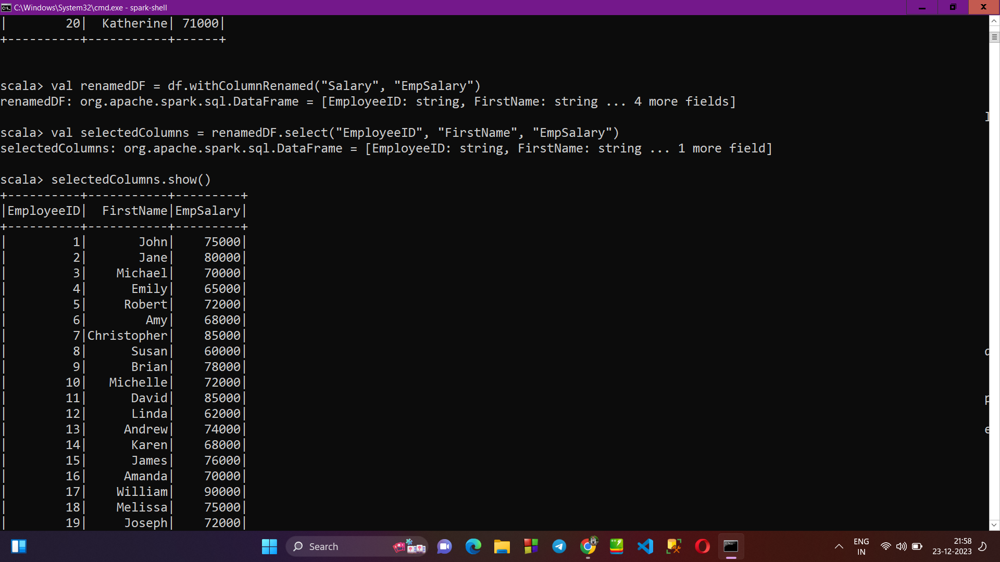 C:\Windows\System32\cmd.exe - spark-shell
|        20|  Katherine| 71000|
+----------+-----------+------+
scala> val renamedDF = df.withColumnRenamed("Salary", "EmpSalary")
renamedDF: org.apache.spark.sql.DataFrame = [EmployeeID: string, FirstName: string ... 4 more fields]
scala> val selectedColumns = renamedDF.select("EmployeeID", "FirstName", "EmpSalary")
selectedColumns: org.apache.spark.sql.DataFrame = [EmployeeID: string, FirstName: string ... 1 more field]
scala> selectedColumns.show()
+----------+-----------+---------+
|EmployeeID|  FirstName|EmpSalary|
+----------+-----------+---------+
|         1|       John|    75000|
|         2|       Jane|    80000|
|         3|    Michael|    70000|
|         4|      Emily|    65000|
|         5|     Robert|    72000|
|         6|        Amy|    68000|
|         7|Christopher|    85000|
|         8|      Susan|    60000|
|         9|      Brian|    78000|
|        10|   Michelle|    72000|
|        11|      David|    85000|
|        12|      Linda|    62000|
|        13|     Andrew|    74000|
|        14|      Karen|    68000|
|        15|      James|    76000|
|        16|     Amanda|    70000|
|        17|    William|    90000|
|        18|    Melissa|    75000|
|        19|     Joseph|    72000|
Search
ENG
IN
21:58
23-12-2023